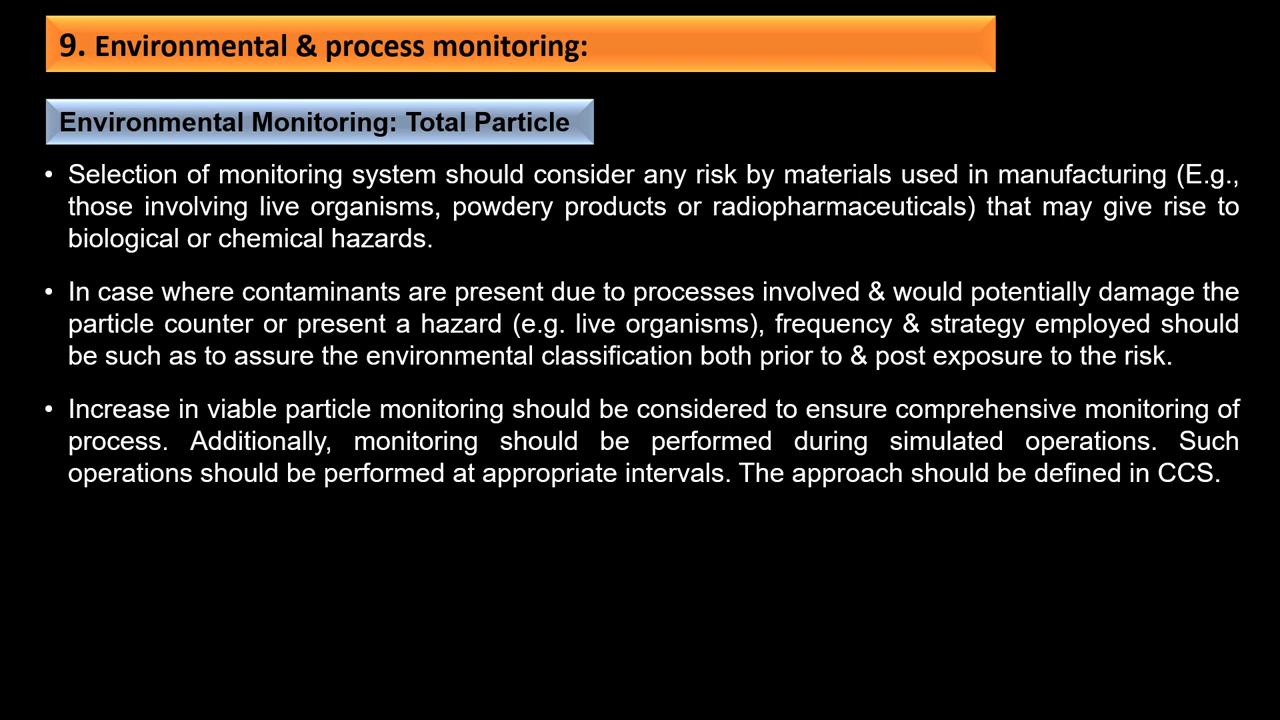 9. Environmental & process monitoring:
Environmental Monitoring: Total Particle
• Selection of monitoring system should consider any risk by materials used in manufacturing (E.g.,
those involving live organisms, powdery products or radiopharmaceuticals) that may give rise to
biological or chemical hazards.
• In case where contaminants are present due to processes involved & would potentially damage the
particle counter or present a hazard (e.g. live organisms), frequency & strategy employed should
be such as to assure the environmental classification both prior to & post exposure to the risk.
• Increase in viable particle monitoring should be considered to ensure comprehensive monitoring of
process. Additionally, monitoring should be performed during simulated operations. Such
operations should be performed at appropriate intervals. The approach should be defined in CCS.